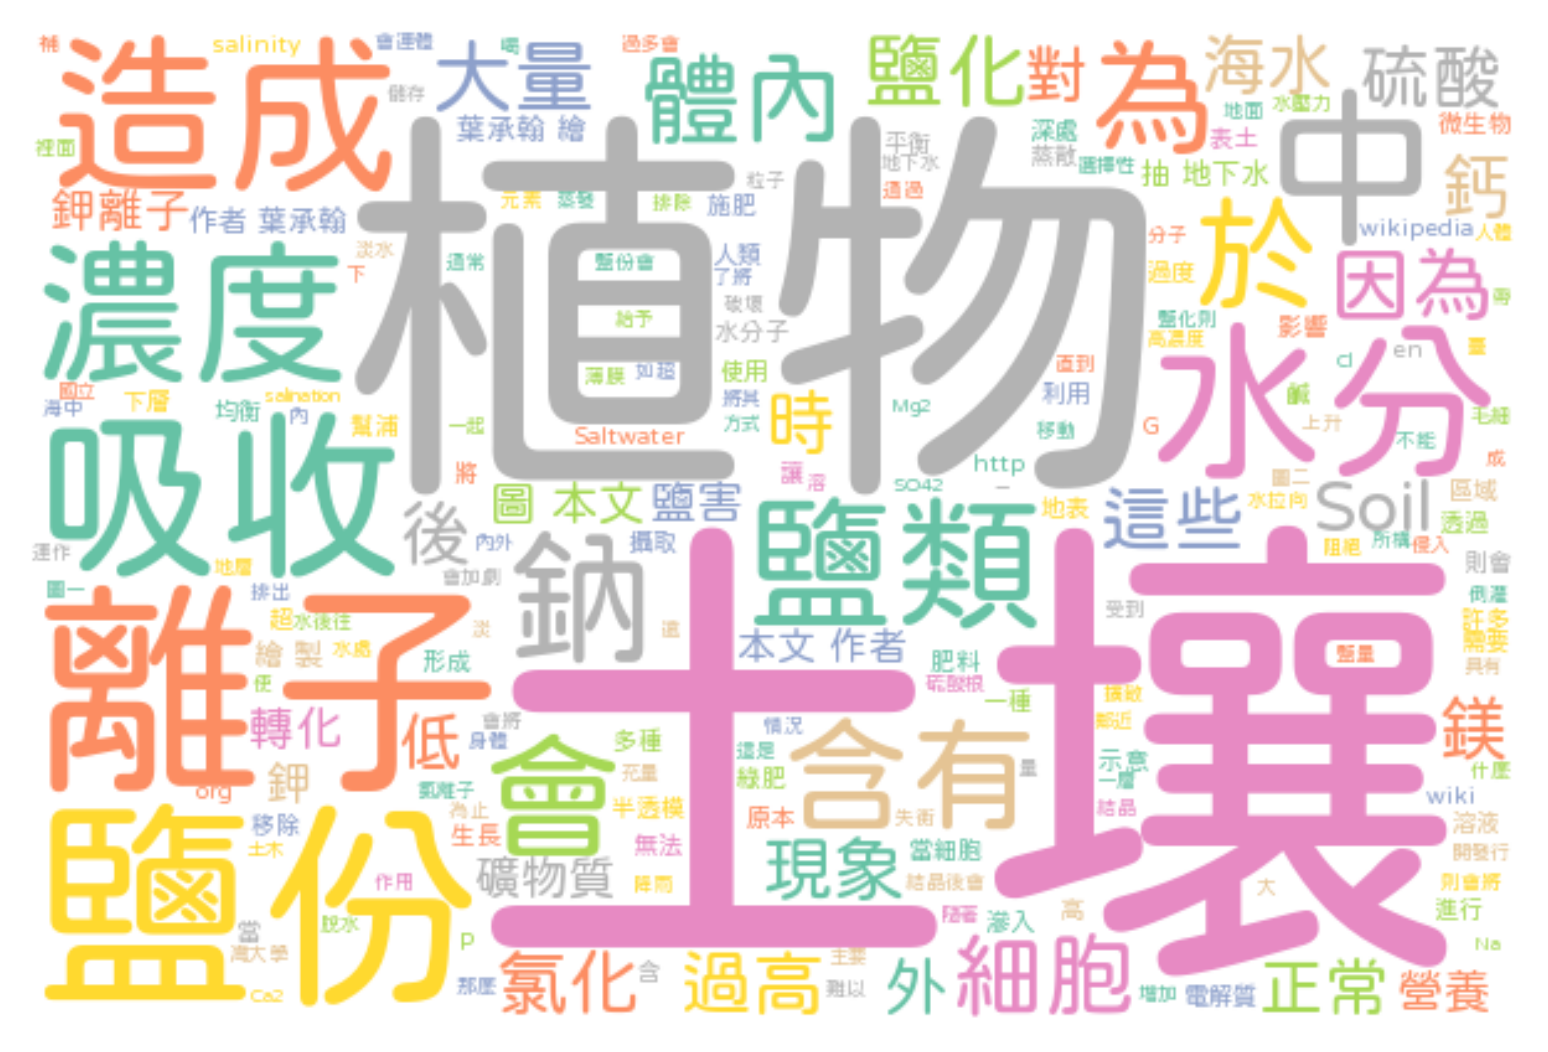 補
造成
salinity
會運體
儲存
大量
喝
葉承翰 繪
過多會
體內
鹽化
對
為
海水
地面
水壓力
表土
硫酸
微生物
裡面
深處
蒸散
選擇性
抽 地下水
中
鈣
平衡
地下水
通過
粒子
鉀離子
作者 葉承翰
元素
蒸發
排除
施肥
植物
於
wikipedia
人體
分子
過度
因為
濃度
淡水
下
通常
鹽份會
人類
了將
破壞
水分子
給予
薄膜
如超
使用
將其
方式
時
鹽化則
高濃度
影響
水分
cl
en
國立
海中
下層
salination
均衡
內
幫浦
一起
Saltwater
直到
利用
移動
Mg2
G
鹹
上升
不能
毛細
成
吸收
將
讓
溶
http
SO42
圖二
水拉向
Soil
區域
透過
後
圖
本文
鹽害
鹽類
地表
這些
阻絕
所構
侵入
則會
運作
地層
圖一
排出
內外
會加劇
攝取
鈉
受到
倒灌
許多
需要
具有
離子
超
水後往
繪 製
水處
便
淡
形成
還
本文 作者
肥料
硫酸根
一種
土壤
鹽量
擴散
鄰近
轉化
低
會將
身體
多種
情況
這是
綠肥
含有
量
示意
一層
結晶
鎂
什麼
wiki
org
鉀
氯離子
為止
生長
會
充量
半透模
無法
原本
失衡
溶液
開發行
鹽份
移除
土木
作用
礦物質
降雨
現象
當細胞
結晶後會
大
則會將
進行
脫水
當
灣大學
P
Ca2
隨著
滲入
高
Na
那麼
氯化
含
過高
主要
難以
外
細胞
增加
電解質
正常
營養